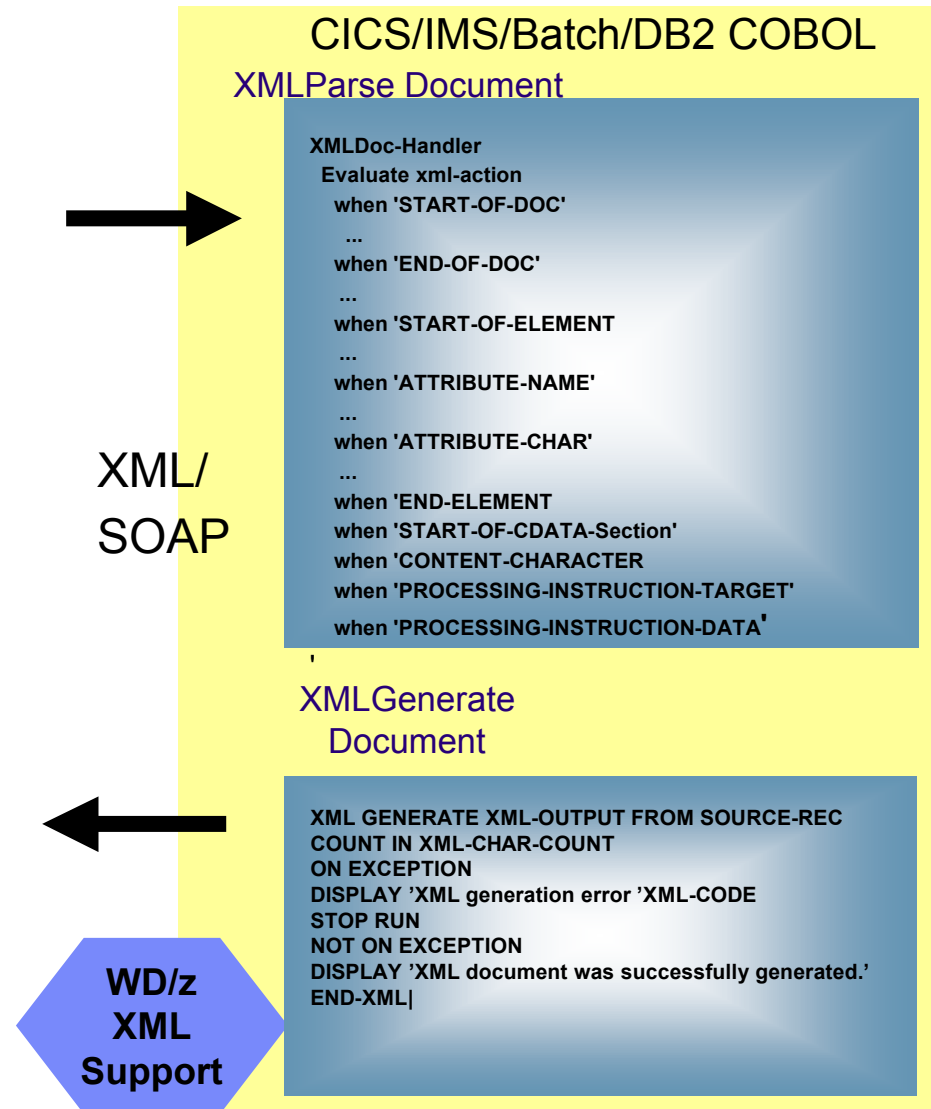 CICS/IMS/Batch/DB2 COBOL
XMLParse Document
XMLDoc-Handler
Evaluate xml-action
when 'START-OF-DOC'
...
when 'END-OF-DOC'
...
when 'START-OF-ELEMENT
...
when 'ATTRIBUTE-NAME'
...
when 'ATTRIBUTE-CHAR'
...
when 'END-ELEMENT
when 'START-OF-CDATA-Section'
when 'CONTENT-CHARACTER
when 'PROCESSING-INSTRUCTION-TARGET'
when 'PROCESSING-INSTRUCTION-DATA'
'
XML/
SOAP
XMLGenerate
Document
XML GENERATE XML-OUTPUT FROM SOURCE-REC
COUNT IN XML-CHAR-COUNT
ON EXCEPTION
DISPLAY ’XML generation error ’XML-CODE
STOP RUN
NOT ON EXCEPTION
DISPLAY ’XML document was successfully generated.’
END-XML|
WD/z
XML
Support